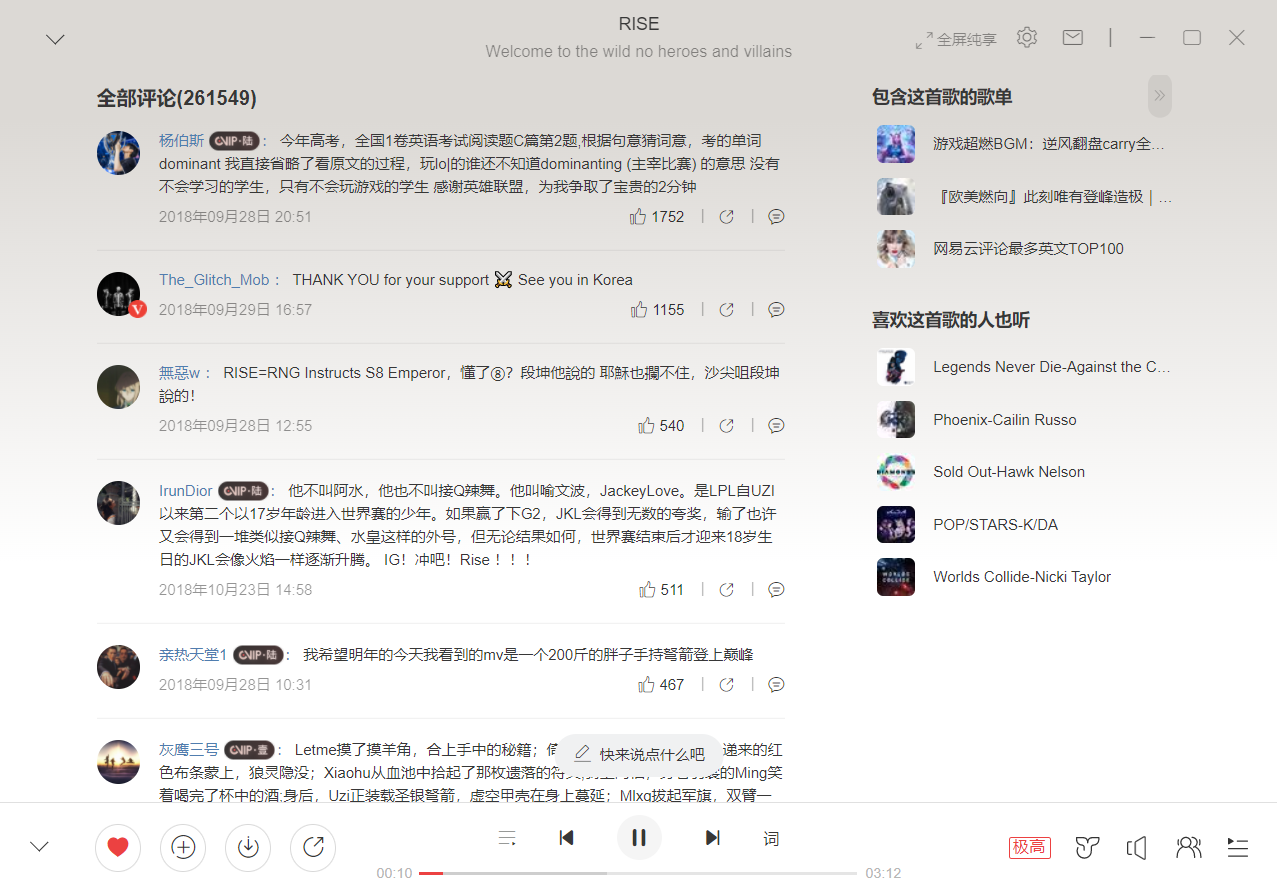 RISE
Welcome to the wild no heroes and villains
全屏纯享
全部评论(261549)
杨伯斯 CVIP·陆： 今年高考，全国1卷英语考试阅读题C篇第2题,根据句意猜词意，考的单词
dominant 我直接省略了看原文的过程，玩lo|的谁还不知道dominanting (主宰比赛) 的意思 没有
不会学习的学生，只有不会玩游戏的学生 感谢英雄联盟，为我争取了宝贵的2分钟
2018年09月28日 20:51
1752
The_Glitch_Mob： THANK YOU for your support See you in Korea
2018年09月29日 16:57
1155
無惡w： RISE=RNG Instructs S8 Emperor，懂了⑧？段坤他說的 耶穌也攔不住，沙尖咀段坤
說的！
2018年09月28日 12:55
540
IrunDior CVIP·陆： 他不叫阿水，他也不叫接Q辣舞。他叫喻文波，JackeyLove。是LPL自UZI
以来第二个以17岁年龄进入世界赛的少年。如果赢了下G2，JKL会得到无数的夸奖，输了也许
又会得到一堆类似接Q辣舞、水皇这样的外号，但无论结果如何，世界赛结束后才迎来18岁生
日的JKL会像火焰一样逐渐升腾。 IG！冲吧！Rise！！！
2018年10月23日 14:58
511
亲热天堂1 CVIP·陆： 我希望明年的今天我看到的mv是一个200斤的胖子手持弩箭登上巅峰
2018年09月28日 10:31
467
灰鹰三号 CVIP·壹： Letme摸了摸羊角，合上手中的秘籍； 递来的红
色布条蒙上，狼灵隐没；Xiaohu从血池中拾起了那枚遗落的符 的Ming笑
着喝完了杯中的酒;身后，Uzi正装载圣银弩箭，虚空甲壳在身上蔓延；Mlxg拔起军旗，双臂一
快来说点什么吧
包含这首歌的歌单
游戏超燃BGM：逆风翻盘carry全…
『欧美燃向』此刻唯有登峰造极｜…
网易云评论最多英文TOP100
喜欢这首歌的人也听
Legends Never Die-Against the C…
Phoenix-Cailin Russo
Sold Out-Hawk Nelson
POP/STARS-K/DA
Worlds Collide-Nicki Taylor
词
00:10
03:12
极高